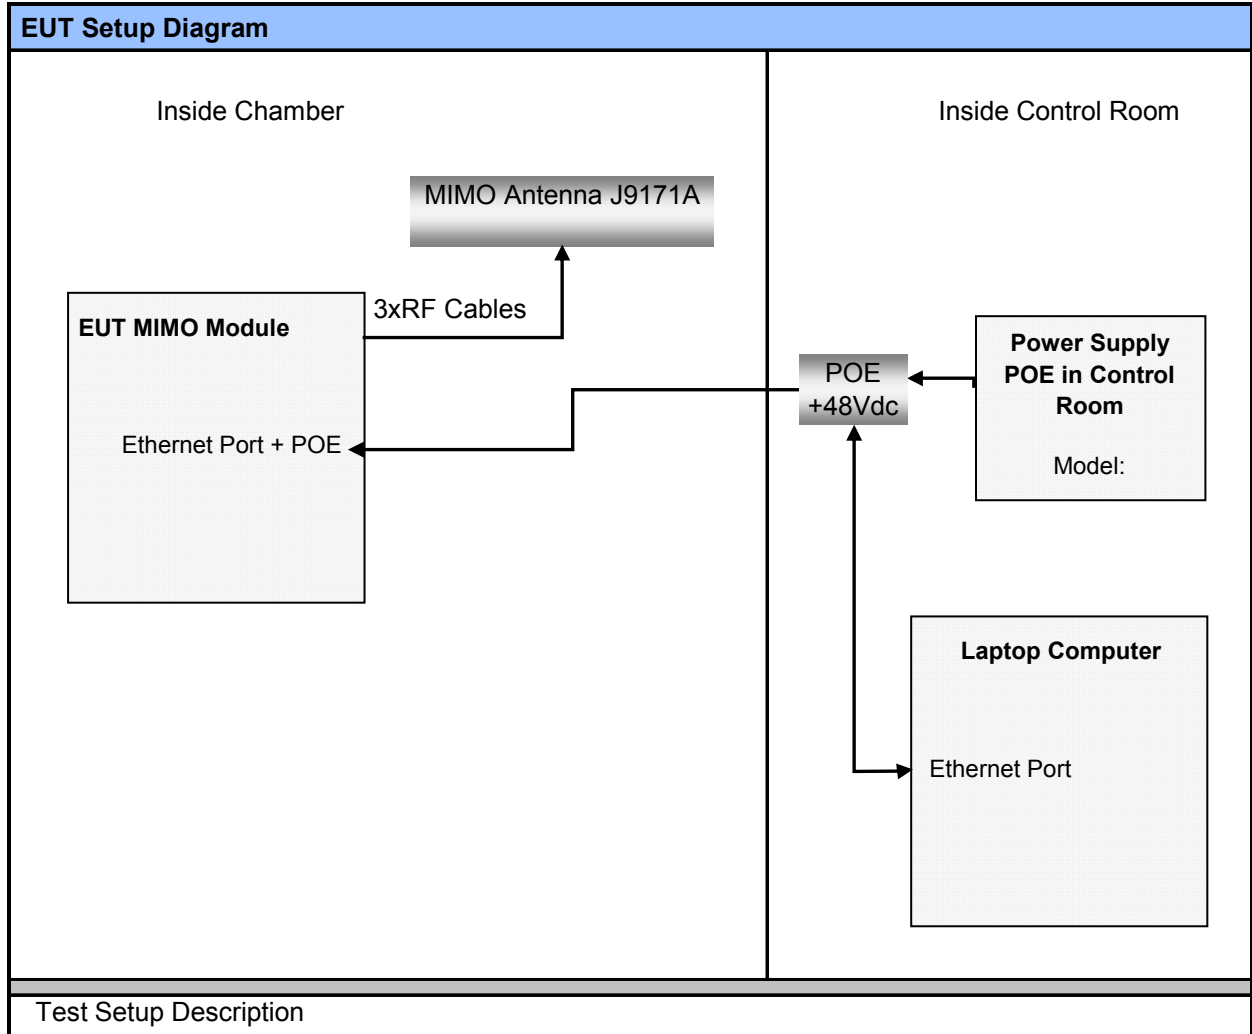 EUT Setup Diagram
Inside Chamber
Inside Control Room
MIMO Antenna J9171A
3xRF Cables
EUT MIMO Module
Ethernet Port + POE
POE
+48Vdc
Power Supply
POE in Control
Room
Model:
Laptop Computer
Ethernet Port
Test Setup Description